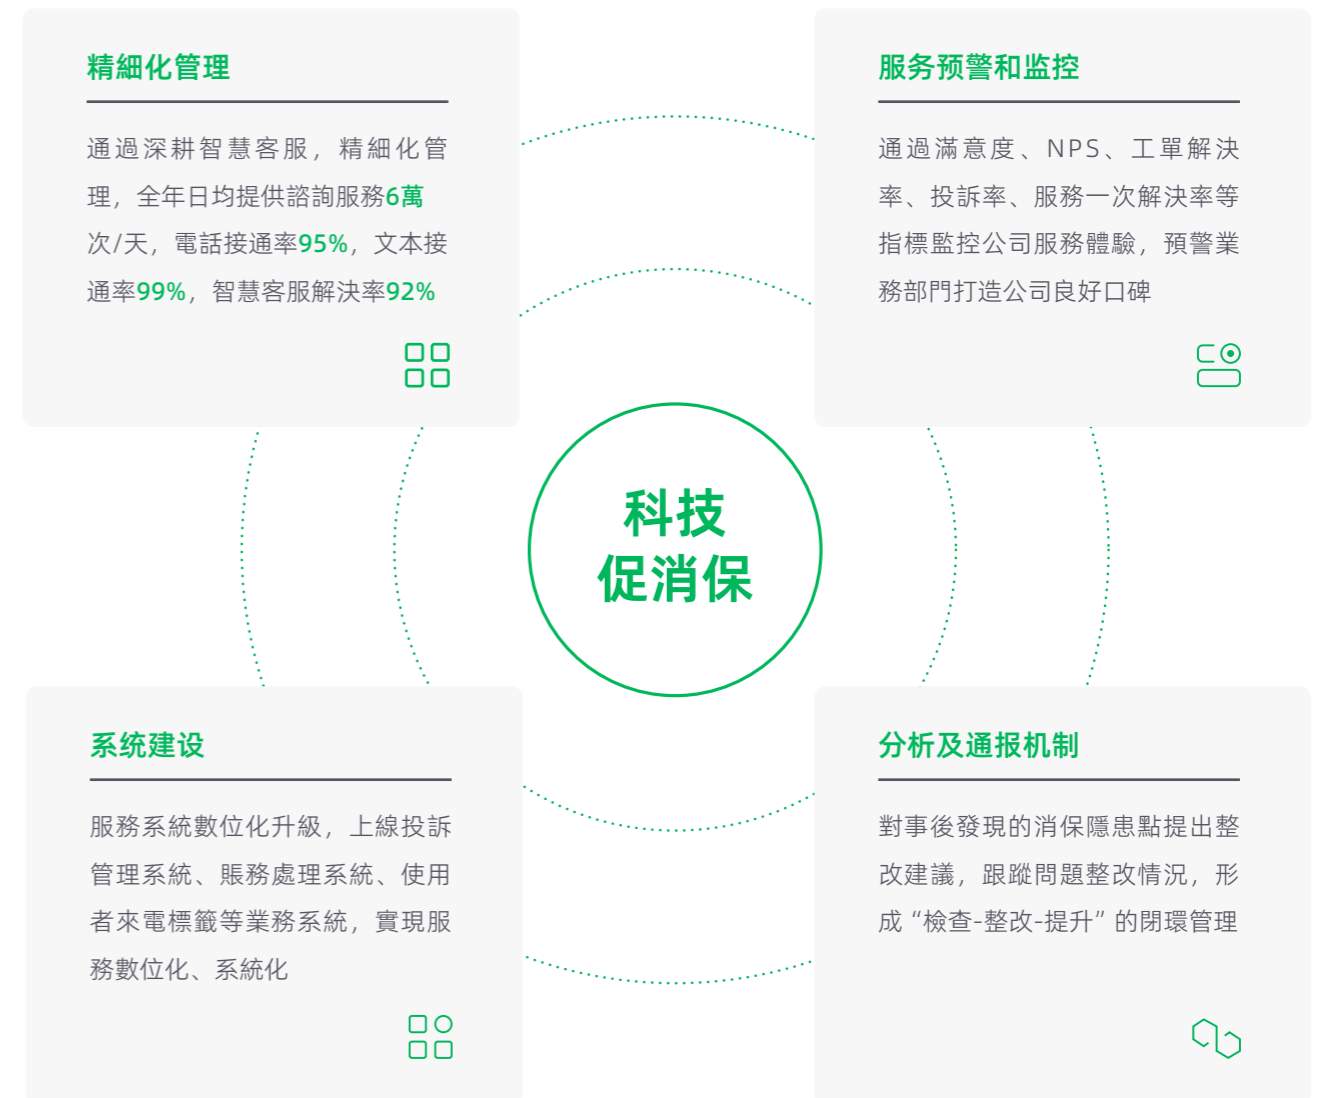 精細化管理
通過深耕智慧客服，精細化管
理，全年日均提供諮詢服務6萬
次/天，電話接通率95%，文本接
通率99%，智慧客服解決率92%
服务预警和监控
通過滿意度、NPS、工單解決
率、投訴率、服務一次解決率等
指標監控公司服務體驗，預警業
務部門打造公司良好口碑
科技
促消保
系统建设
服務系統數位化升級，上線投訴
管理系統、賬務處理系統、使用
者來電標籤等業務系統，實現服
務數位化、系統化
分析及通报机制
對事後發現的消保隱患點提出整
改建議，跟蹤問題整改情況，形
成“檢查-整改-提升”的閉環管理